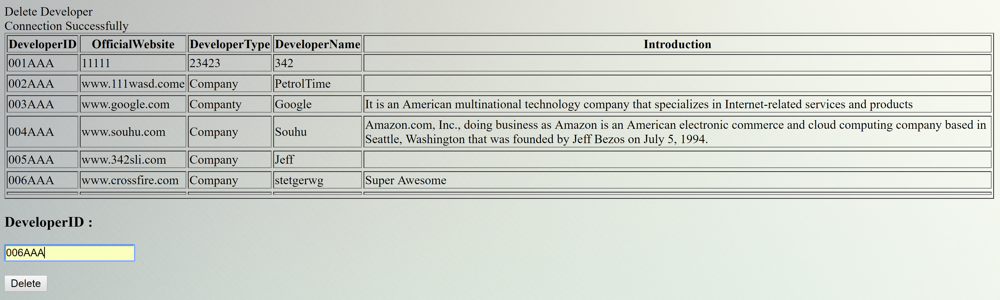 Delete Developer
Connection Successfully
DeveloperID OfficialWebsite DeveloperType DeveloperName Introduction
001AAA 11111 23423 342
002AAA www.111wasd.come Company PetrolTime
003AAA www.google.com Companty Google It is an American multinational technology company that specializes in Internet-related services and products
004AAA www.souhu.com Company Souhu Amazon.com, Inc., doing business as Amazon is an American electronic commerce and cloud computing company based in
Seattle, Washington that was founded by Jeff Bezos on July 5, 1994.
005AAA www.342sli.com Company Jeff
006AAA www.crossfire.com Company stetgerwg Super Awesome
DeveloperID :
006AAA
Delete